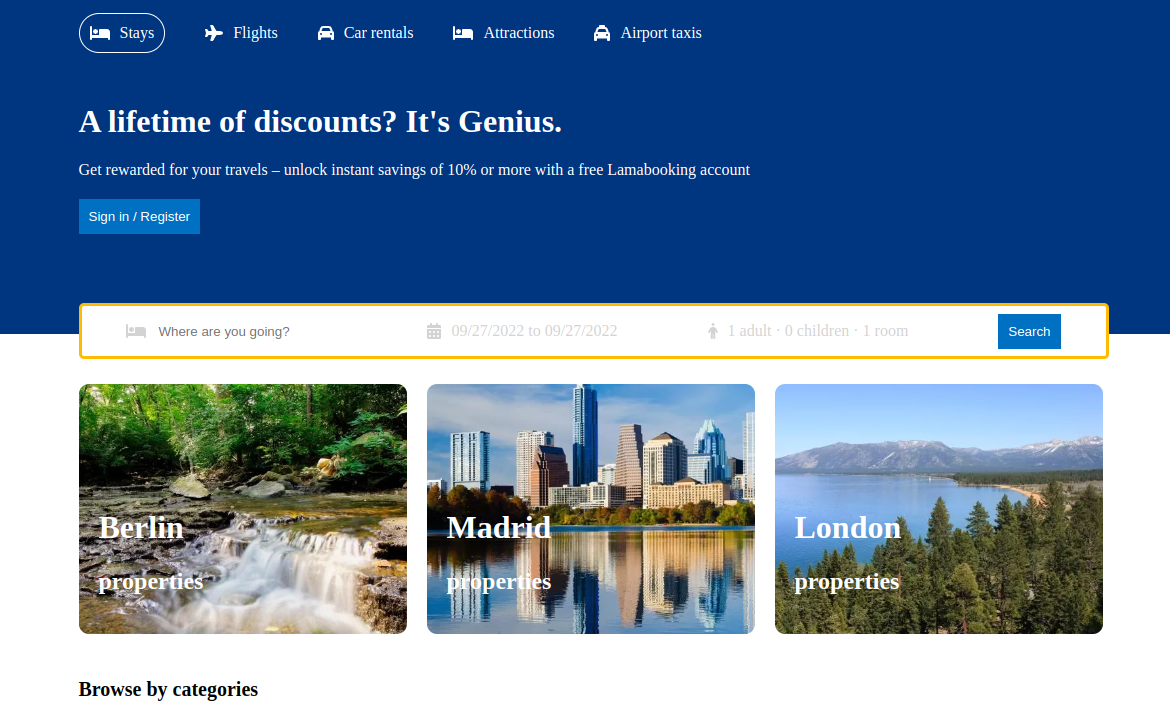 Stays Flights Car rentals Attractions Airport taxis
A lifetime of discounts? It's Genius.
Get rewarded for your travels – unlock instant savings of 10% or more with a free Lamabooking account
Sign in / Register
Where are you going? 09/27/2022 to 09/27/2022 1 adult · 0 children · 1 room Search
Berlin Madrid London
properties properties properties
Browse by categories